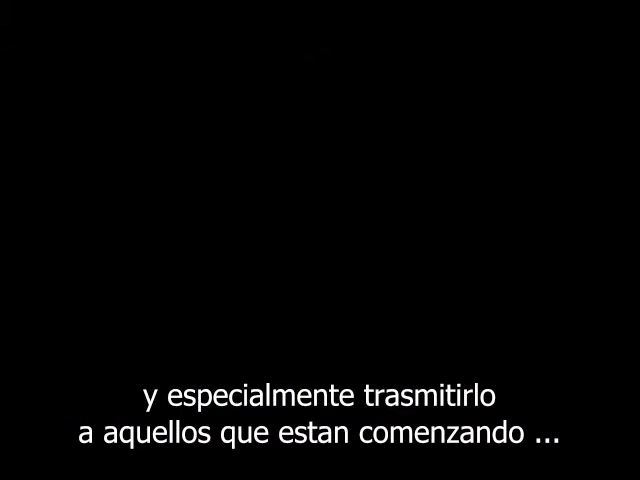 y especialmente trasmitirlo
a aquellos que estan comenzando ...